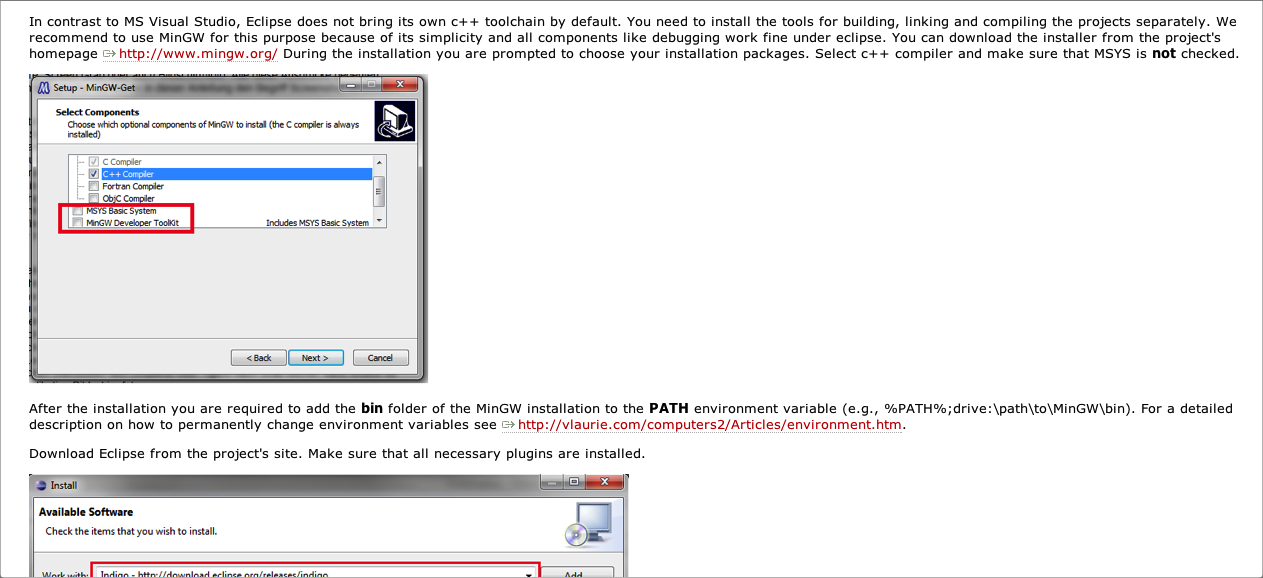 In contrast to MS Visual Studio, Eclipse does not bring its own c++ toolchain by default. You need to install the tools for building, linking and compiling the projects separately. We
recommend to use MinGW for this purpose because of its simplicity and all components like debugging work fine under eclipse. You can download the installer from the project's
homepage http://www.mingw.org/ During the installation you are prompted to choose your installation packages. Select c++ compiler and make sure that MSYS is not checked.
Setup - MinGW-Get
Select Components
Choose which optional components of MinGW to install (the C compiler is always
installed)
C Compiler
C++ Compiler
Fortran Compiler
ObjC Compiler
MSYS Basic System
MinGW Developer ToolKit Includes MSYS Basic System
< Back Next > Cancel
After the installation you are required to add the bin folder of the MinGW installation to the PATH environment variable (e.g., %PATH%;drive:\path\to\MinGW\bin). For a detailed
description on how to permanently change environment variables see http://vlaurie.com/computers2/Articles/environment.htm.
Download Eclipse from the project's site. Make sure that all necessary plugins are installed.
Install
Available Software
Check the items that you wish to install.
Work with: Indigo - http://download.eclipse.org/releases/indigo Add